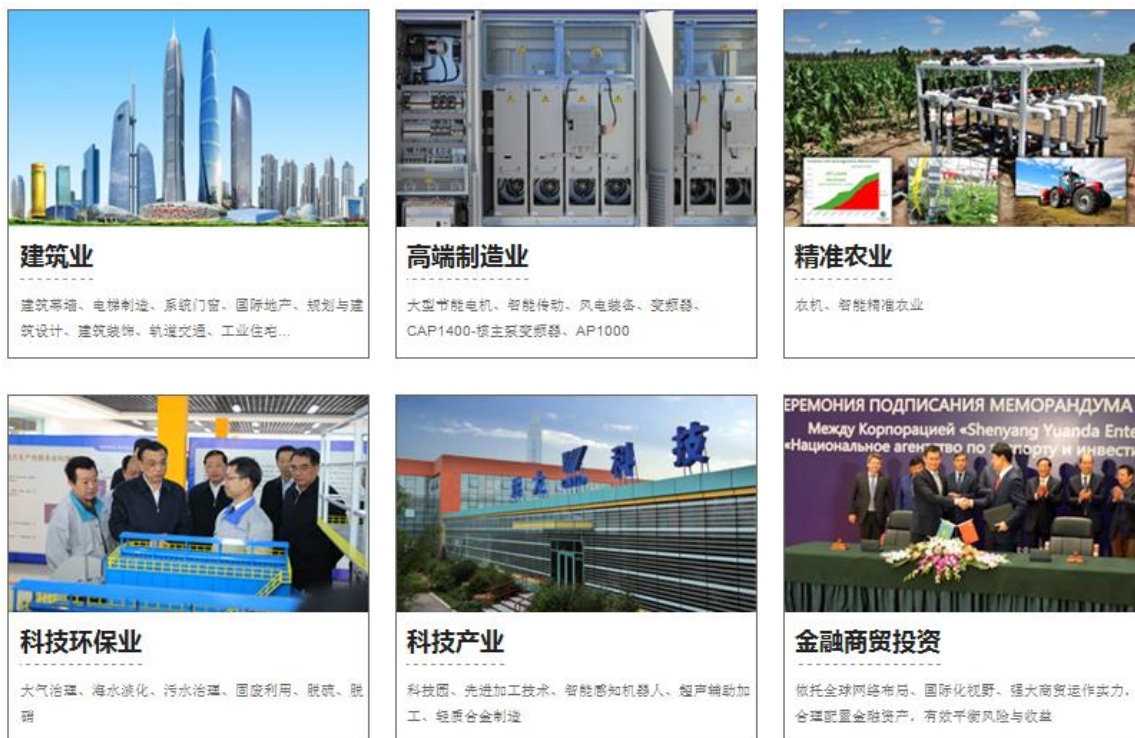 建筑业
建筑幕墙、电梯制造、系统门窗、国际地产、规划与建
筑设计、建筑装饰、轨道交通、工业住宅...
高端制造业
大型节能电机、智能传动、风电装备、变频器、
CAP1400-核主泵变频器、AP1000
精准农业
农机、智能精准农业
远大
科技
ЕРЕМОНИЯ ПОДПИСАНИЯ МЕМОРАНДУМА
Между Корпорацией «Shenyang Yuanda Ente
«Национальное агентство по экспорту и инвести
科技环保业
大气治理、海水淡化、污水治理、固废利用、脱硫、脱
硝
科技产业
科技园、先进加工技术、智能感知机器人、超声辅助加
工、轻质合金制造
金融商贸投资
依托全球网络布局、国际化视野、强大商贸运作实力，
合理配置金融资产，有效平衡风险与收益